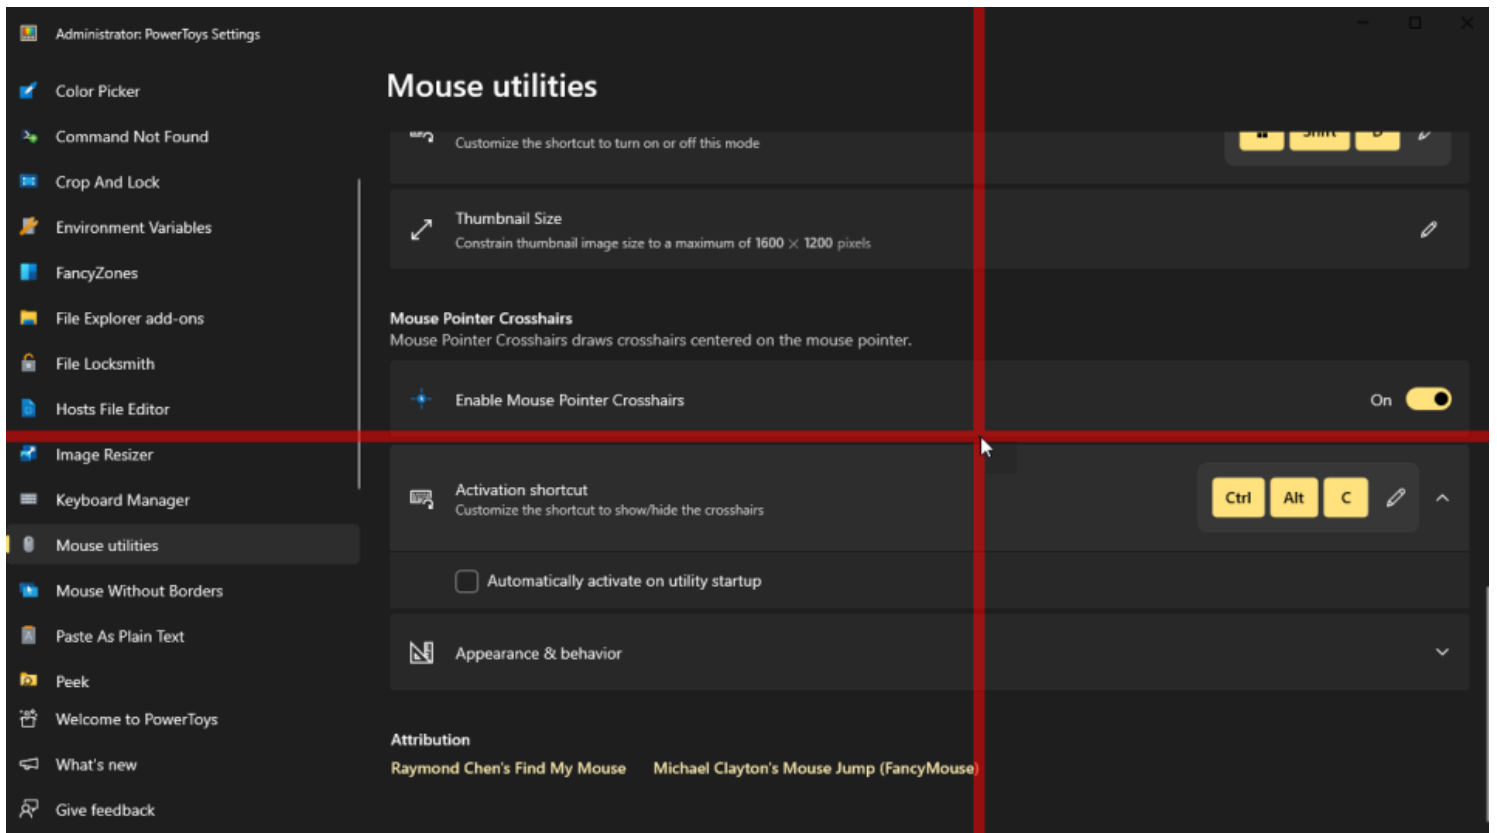 Administrator: PowerToys Settings
Color Picker
Command Not Found
Crop And Lock
Environment Variables
FancyZones
File Explorer add-ons
File Locksmith
Hosts File Editor
Image Resizer
Keyboard Manager
Mouse utilities
Mouse Without Borders
Paste As Plain Text
Peek
Welcome to PowerToys
What's new
Give feedback
Mouse utilities
Customize the shortcut to turn on or off this mode
Shift D
Thumbnail Size
Constrain thumbnail image size to a maximum of 1600 × 1200 pixels
Mouse Pointer Crosshairs
Mouse Pointer Crosshairs draws crosshairs centered on the mouse pointer.
Enable Mouse Pointer Crosshairs
On
Activation shortcut
Customize the shortcut to show/hide the crosshairs
Ctrl Alt C
Automatically activate on utility startup
Appearance & behavior
Attribution
Raymond Chen's Find My Mouse Michael Clayton's Mouse Jump (FancyMouse)